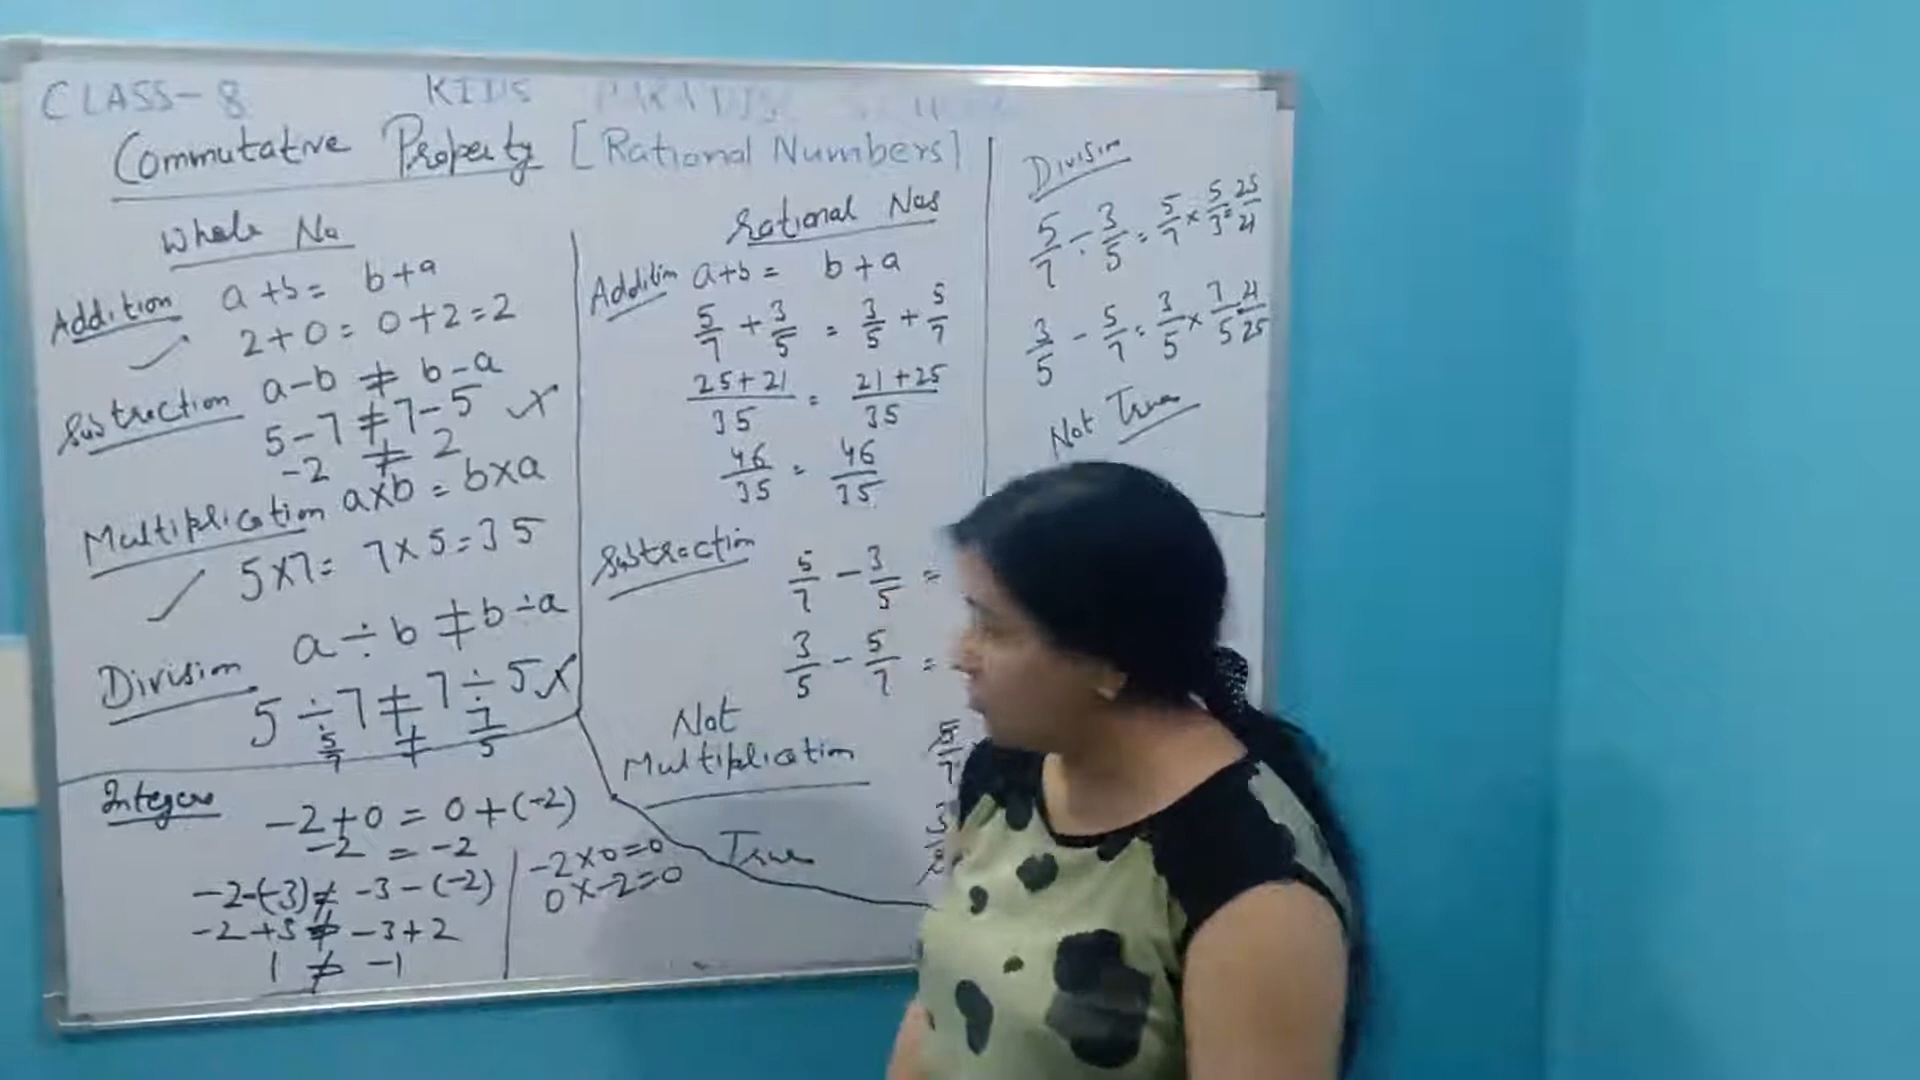 CLASS-8 KIDS PARADISE
Commutative Property [Rational Numbers]
Whole No
Addition a+b = b+a
2+0 = 0+2=2
Subtraction a-b ≠ b-a
5-7 ≠ 7-5 ✗
-2 ≠ 2
Multiplication a×b = b×a
5×7 = 7×5=35
Division a÷b ≠ b÷a
5÷7 ≠ 7÷5 ✗
5/7 ≠ 7/5
Integers
-2+0 = 0+(-2)
-2 = -2
-2-(-3) ≠ -3-(-2)
-2+3 ≠ -3+2
1 ≠ -1
-2×0=0
0×-2=0
Rational Nos
Addition a+b = b+a
5/7 + 3/5 = 3/5 + 5/7
25+21/35 = 21+25/35
46/35 = 46/35
Subtraction
5/7 - 3/5 =
3/5 - 5/7 =
Not
Multiplication
True
5/7
3
Division
5/7 ÷ 3/5 = 5/7 × 5/3 = 25/21
3/5 - 5/7 = 3/5 × 7/5 21/25
Not True